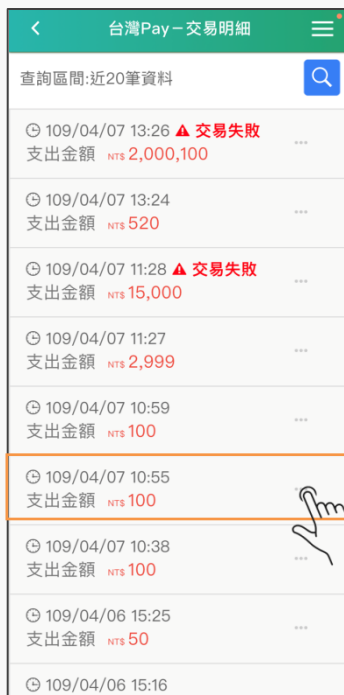 台灣Pay－交易明細
查詢區間:近20筆資料
109/04/07 13:26 交易失敗
支出金額 NT$ 2,000,100
109/04/07 13:24
支出金額 NT$ 520
109/04/07 11:28 交易失敗
支出金額 NT$ 15,000
109/04/07 11:27
支出金額 NT$ 2,999
109/04/07 10:59
支出金額 NT$ 100
109/04/07 10:55
支出金額 NT$ 100
109/04/07 10:38
支出金額 NT$ 100
109/04/06 15:25
支出金額 NT$ 50
109/04/06 15:16